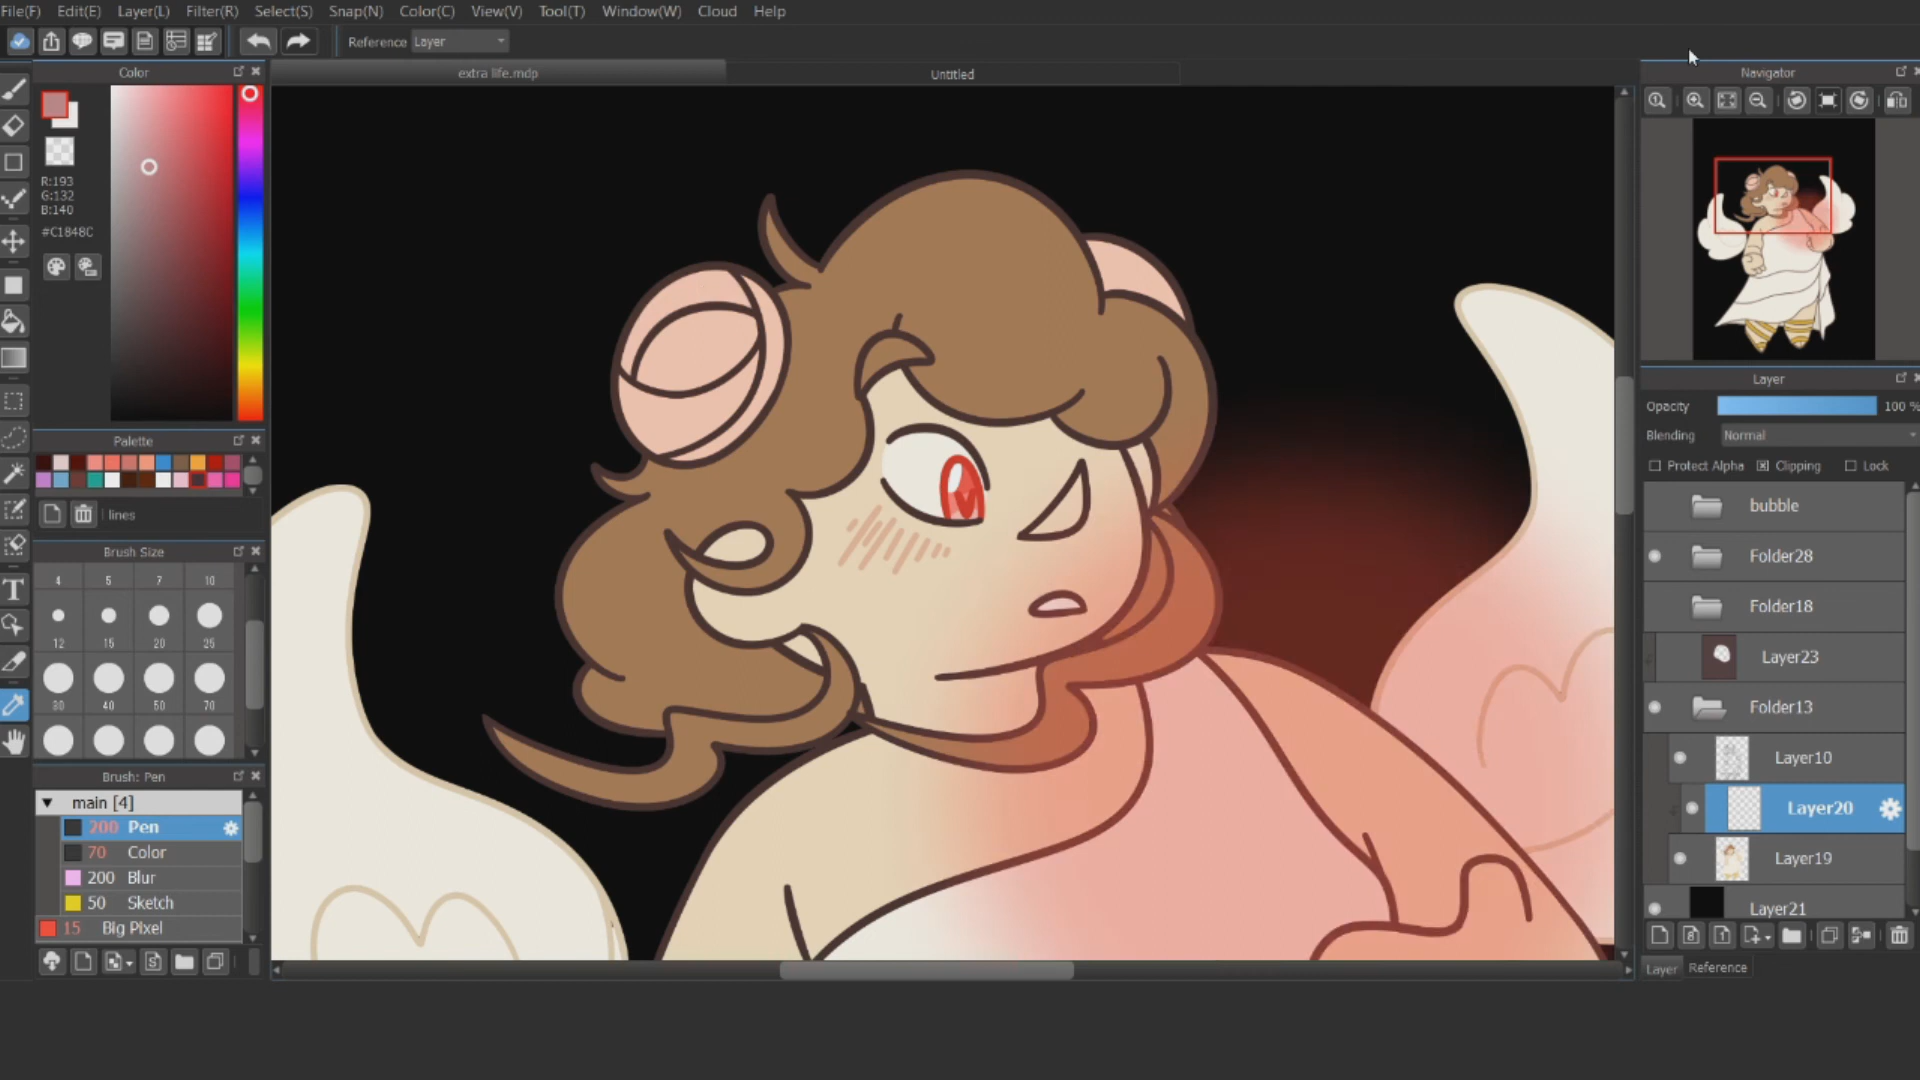 File(F) Edit(E) Layer(L) Filter(R) Select(S) Snap(N) Color(C) View(V) Tool(T) Window(W) Cloud Help
Reference Layer
Color
extra life.mdp
Untitled
Navigator
R:193
G:132
B:140
#C1848C
Palette
lines
Brush Size
4 5 7 10
12 15 20 25
30 40 50 70
Brush: Pen
main [4]
200 Pen
70 Color
200 Blur
50 Sketch
15 Big Pixel
Layer
Opacity 100 %
Blending Normal
Protect Alpha Clipping Lock
bubble
Folder28
Folder18
Layer23
Folder13
Layer10
Layer20
Layer19
Layer21
Layer Reference